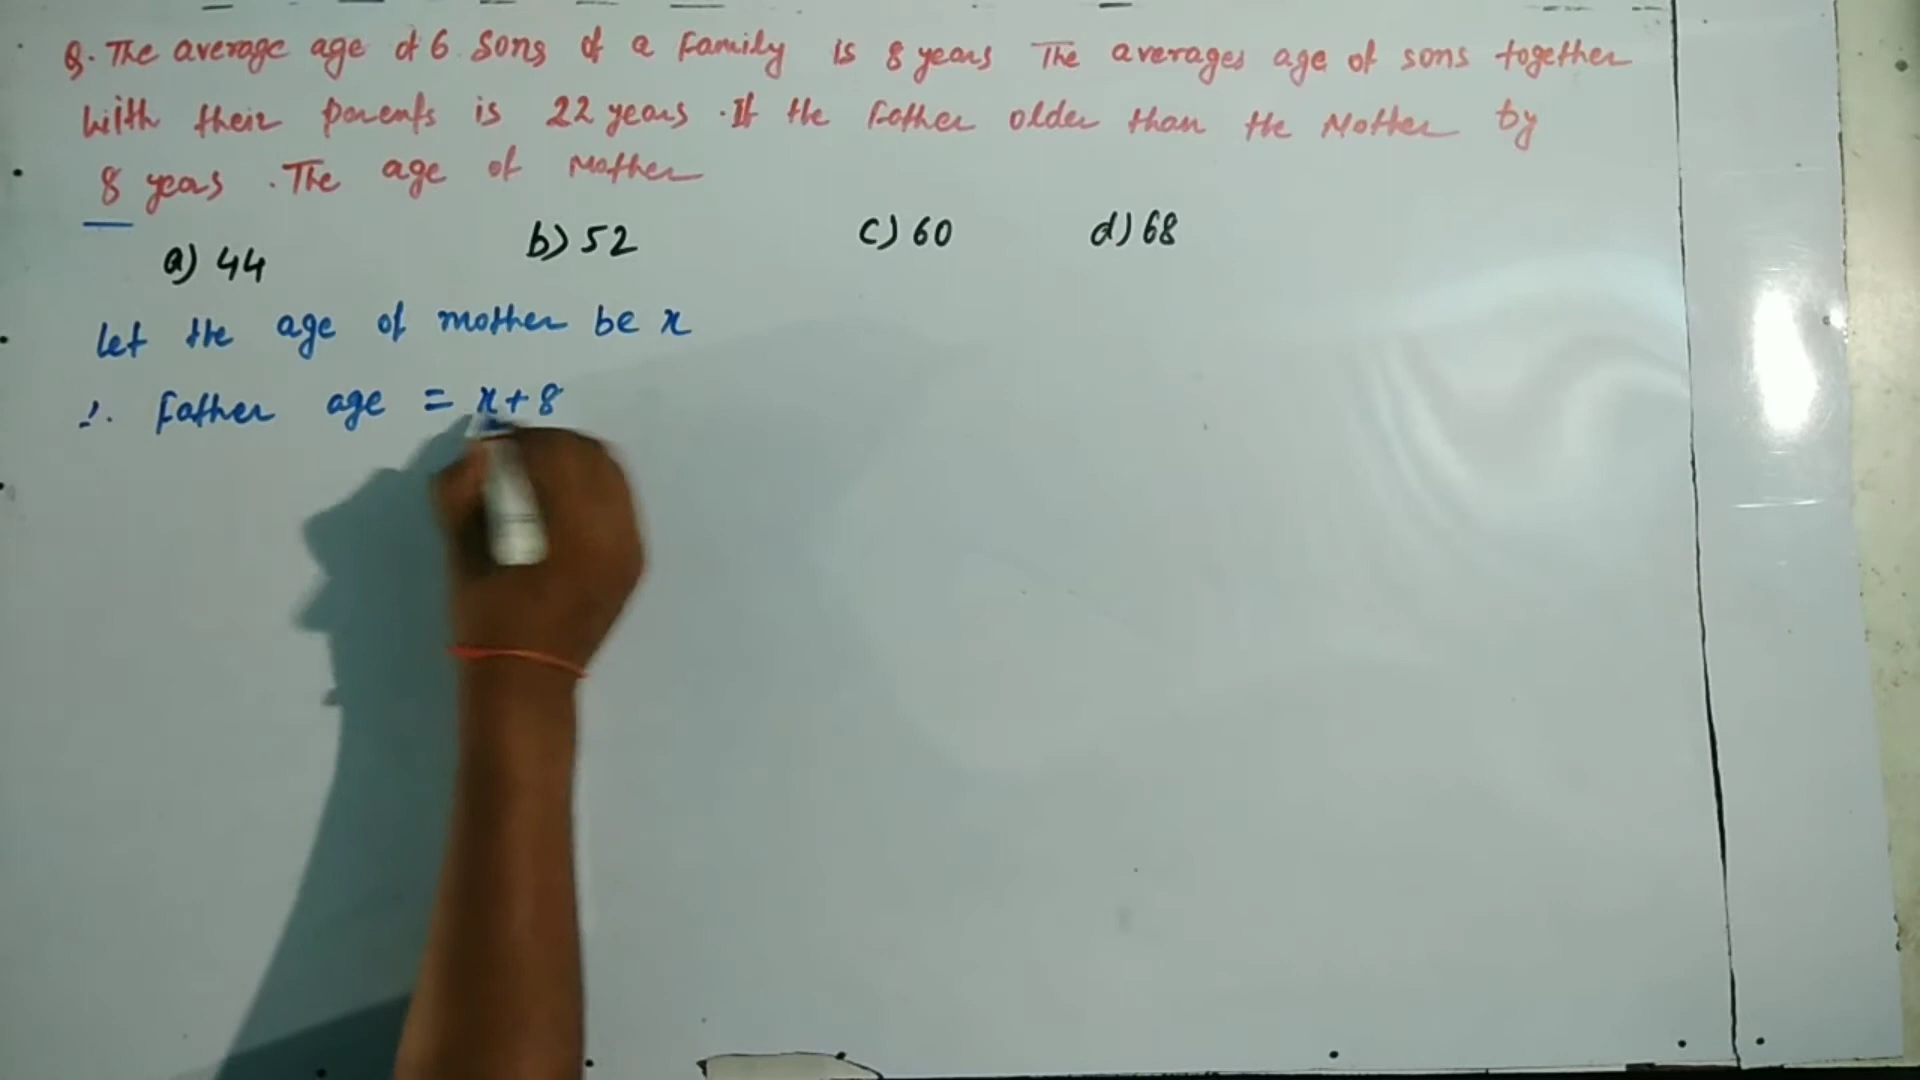 Q. The average age of 6 sons of a family is 8 years The averages age of sons together
with their parents is 22 years . If the father older than the Mother by
8 years . The age of Mother
a) 44 b) 52 c) 60 d) 68
let the age of mother be x
∴ Father age = x + 8